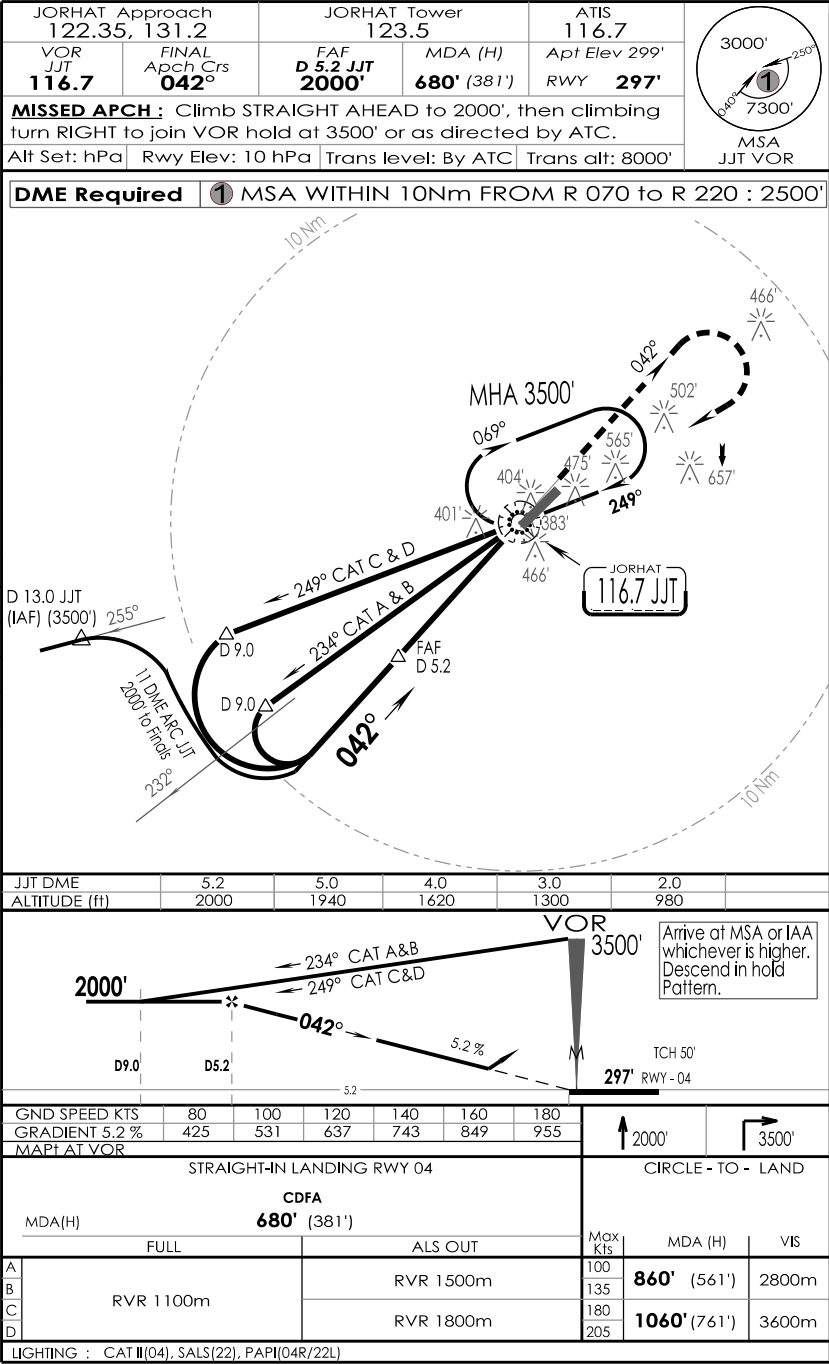 JORHAT Approach
122.35, 131.2
JORHAT Tower
123.5
ATIS
116.7
VOR
JJT
116.7
FINAL
Apch Crs
042°
FAF
D 5.2 JJT
2000'
MDA (H)
680' (381')
Apt Elev 299'
RWY 297'
MISSED APCH : Climb STRAIGHT AHEAD to 2000', then climbing
turn RIGHT to join VOR hold at 3500' or as directed by ATC.
Alt Set: hPa Rwy Elev: 10 hPa Trans level: By ATC Trans alt: 8000'
3000'
250°
1
040°
7300'
MSA
JJT VOR
DME Required 1 MSA WITHIN 10Nm FROM R 070 to R 220 : 2500'
10 Nm
466'
042°
MHA 3500'
502'
069°
565'
475'
404'
657'
249°
401'
383'
466'
JORHAT
116.7 JJT
249° CAT C & D
D 13.0 JJT
(IAF) (3500')
255°
234° CAT A & B
D 9.0
FAF
D 5.2
11 DME ARC JJT
2000' to Finals
D 9.0
042°
232°
10 Nm
JJT DME 5.2 5.0 4.0 3.0 2.0
ALTITUDE (ft) 2000 1940 1620 1300 980
VOR
3500'
Arrive at MSA or IAA
whichever is higher.
Descend in hold
Pattern.
234° CAT A&B
249° CAT C&D
2000'
042°
5.2 %
M
D9.0
D5.2
TCH 50'
297' RWY - 04
5.2
GND SPEED KTS 80 100 120 140 160 180
GRADIENT 5.2 % 425 531 637 743 849 955
MAPt AT VOR
2000'
3500'
STRAIGHT-IN LANDING RWY 04
CIRCLE - TO - LAND
CDFA
MDA(H) 680' (381')
FULL
ALS OUT
Max
Kts
MDA (H)
VIS
A
B
C
D
RVR 1100m
RVR 1500m
RVR 1800m
100
135
180
205
860' (561') 2800m
1060' (761') 3600m
LIGHTING : CAT II(04), SALS(22), PAPI(04R/22L)